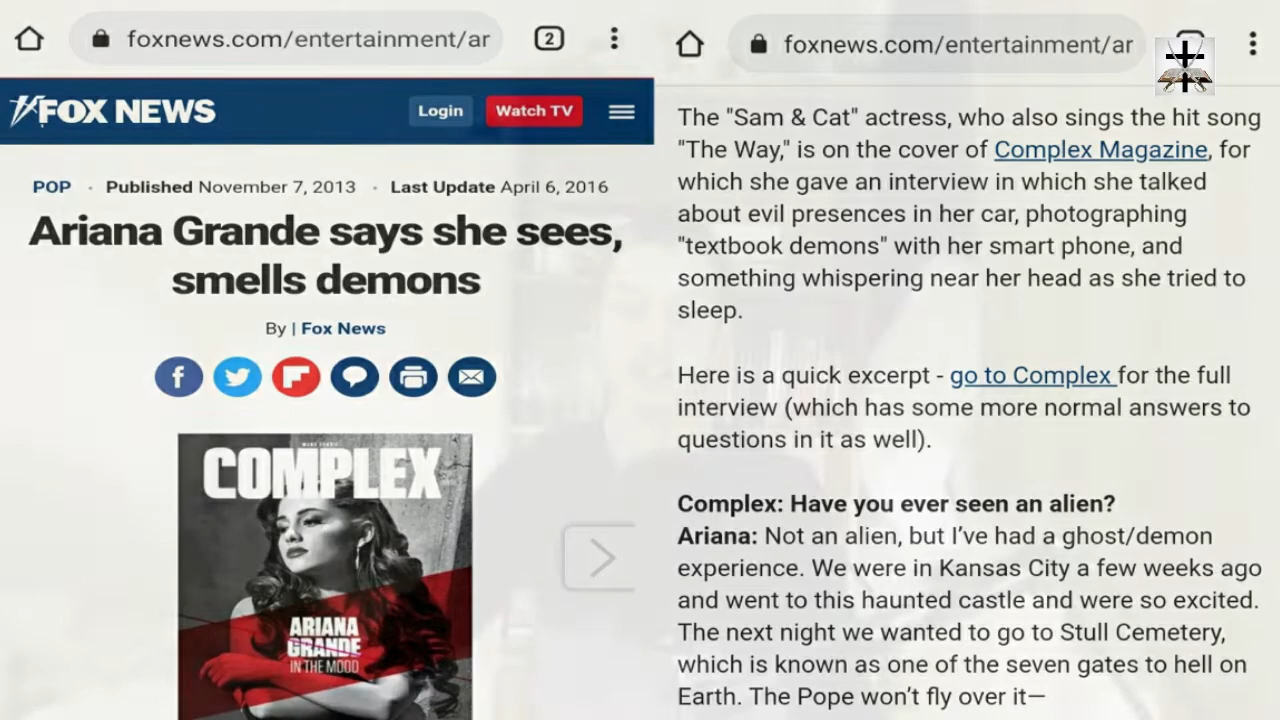 foxnews.com/entertainment/ar
2
FOX NEWS
Login
Watch TV
POP · Published November 7, 2013 · Last Update April 6, 2016
Ariana Grande says she sees,
smells demons
By | Fox News
COMPLEX
ARIANA
GRANDE
IN THE MOOD
foxnews.com/entertainment/ar
The "Sam & Cat" actress, who also sings the hit song
"The Way," is on the cover of Complex Magazine, for
which she gave an interview in which she talked
about evil presences in her car, photographing
"textbook demons" with her smart phone, and
something whispering near her head as she tried to
sleep.
Here is a quick excerpt - go to Complex for the full
interview (which has some more normal answers to
questions in it as well).
Complex: Have you ever seen an alien?
Ariana: Not an alien, but I’ve had a ghost/demon
experience. We were in Kansas City a few weeks ago
and went to this haunted castle and were so excited.
The next night we wanted to go to Stull Cemetery,
which is known as one of the seven gates to hell on
Earth. The Pope won’t fly over it—